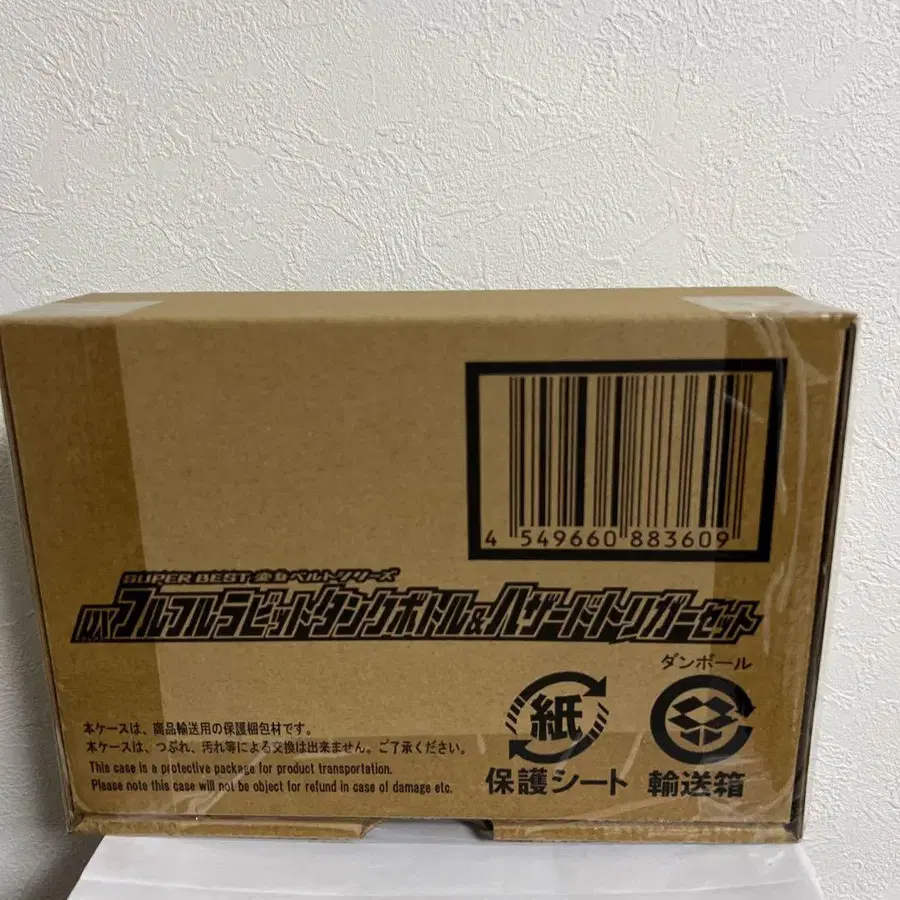 4 549660 883609
SUPER BEST 変身ベルトシリーズ
DXフルフルラビットタンクボトル&ハザードトリガーセット
ダンボール
紙
保護シート
輸送箱
本ケースは、商品輸送用の保護梱包材です。
本ケースは、つぶれ、汚れ等による交換は出来ません。ご了承ください。
This case is a protective package for product transportation.
Please note this case will not be object for refund in case of damage etc.